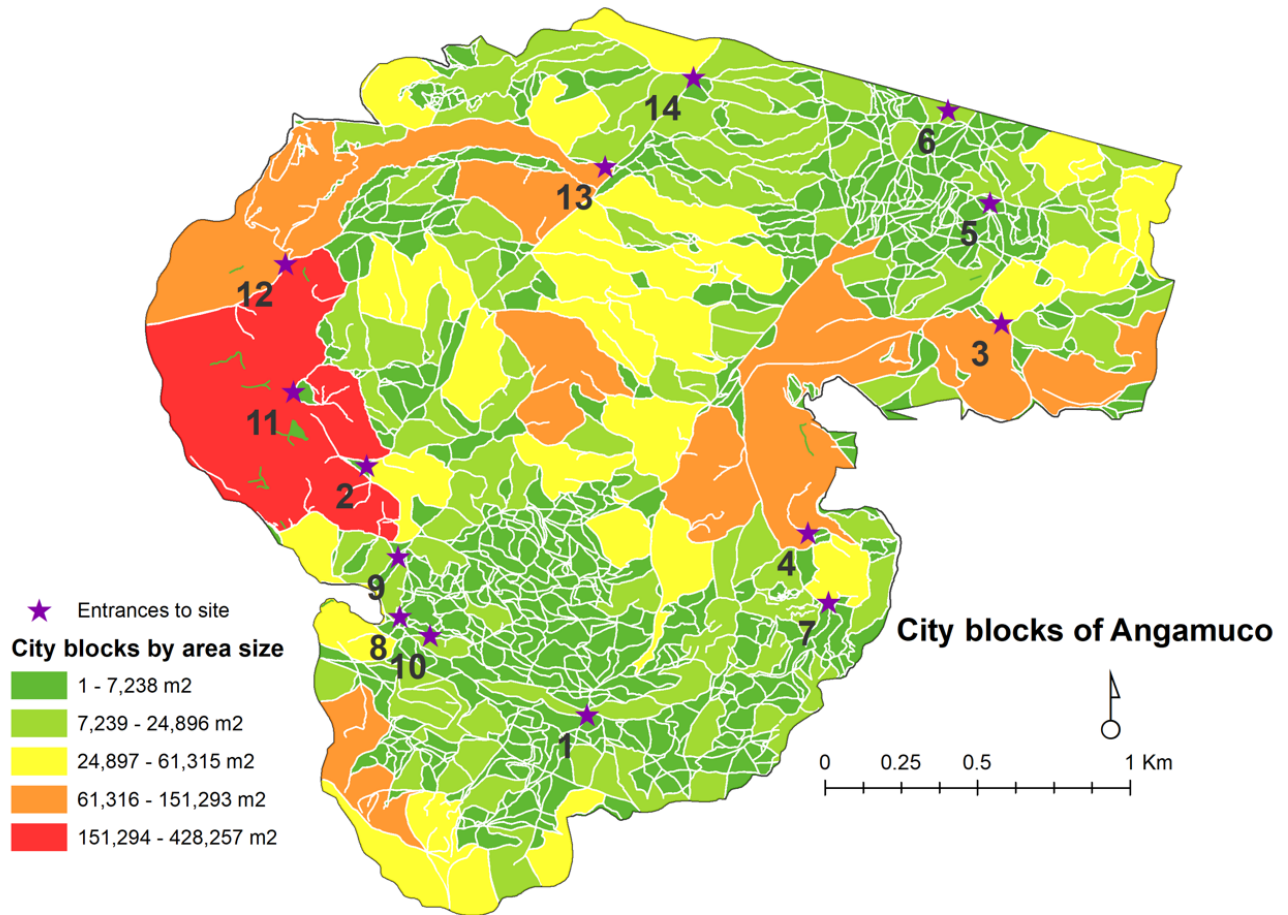 14
6
13
5
12
3
11
2
4
9
7
8
10
1
Entrances to site
City blocks by area size
1 - 7,238 m2
7,239 - 24,896 m2
24,897 - 61,315 m2
61,316 - 151,293 m2
151,294 - 428,257 m2
City blocks of Angamuco
0 0.25 0.5 1 Km